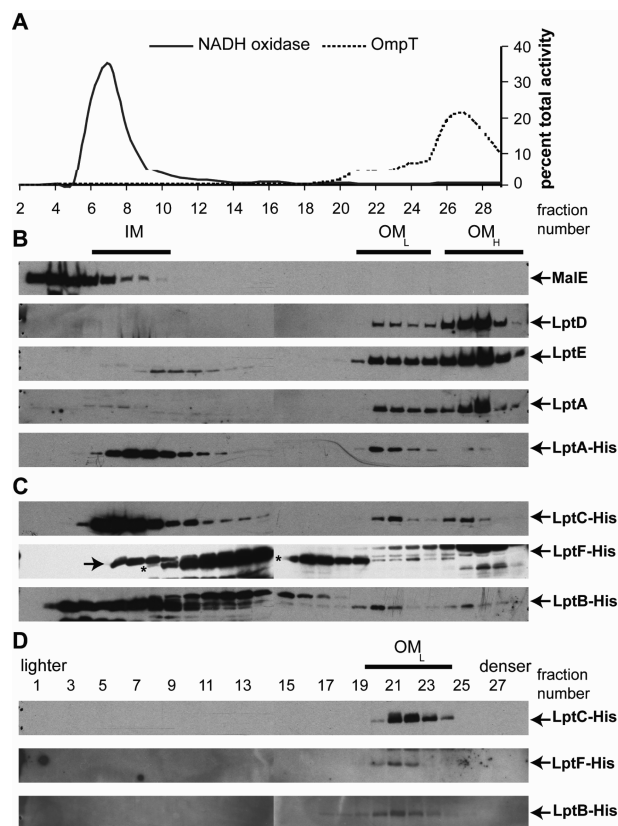 A
NADH oxidase OmpT
40
30
20
10
0
percent total activity
2 4 6 8 10 12 14 16 18 20 22 24 26 28 fraction number
B IM OML OMH
MalE
LptD
LptE
LptA
LptA-His
C
LptC-His
* * LptF-His
LptB-His
D OML
lighter denser
1 3 5 7 9 11 13 15 17 19 21 23 25 27 fraction number
LptC-His
LptF-His
LptB-His